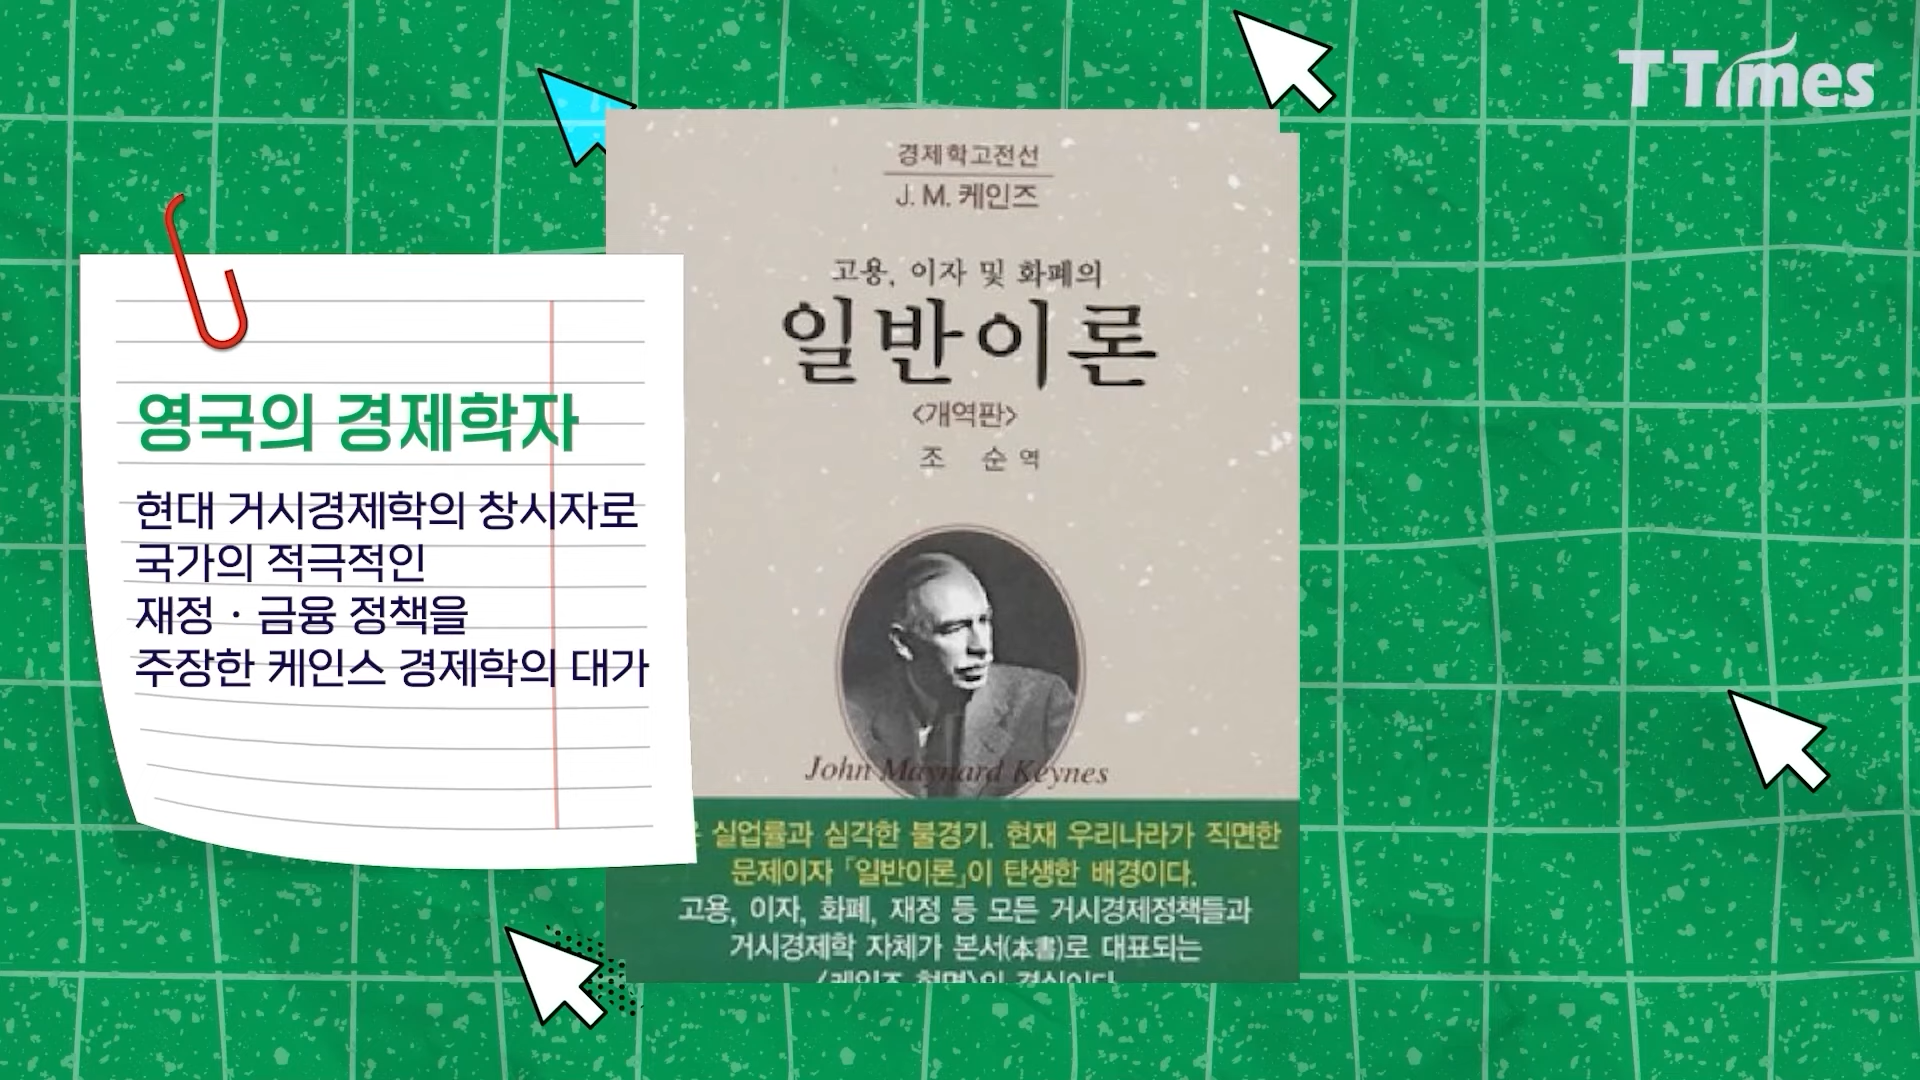 TTimes
영국의 경제학자
현대 거시경제학의 창시자로
국가의 적극적인
재정 · 금융 정책을
주장한 케인스 경제학의 대가
경제학고전선
J. M. 케인즈
고용, 이자 및 화폐의
일반이론
<개역판>
조 순 역
John Maynard Keynes
실업률과 심각한 불경기. 현재 우리나라가 직면한
문제이자 「일반이론」이 탄생한 배경이다.
고용, 이자, 화폐, 재정 등 모든 거시경제정책들과
거시경제학 자체가 본서(本書)로 대표되는